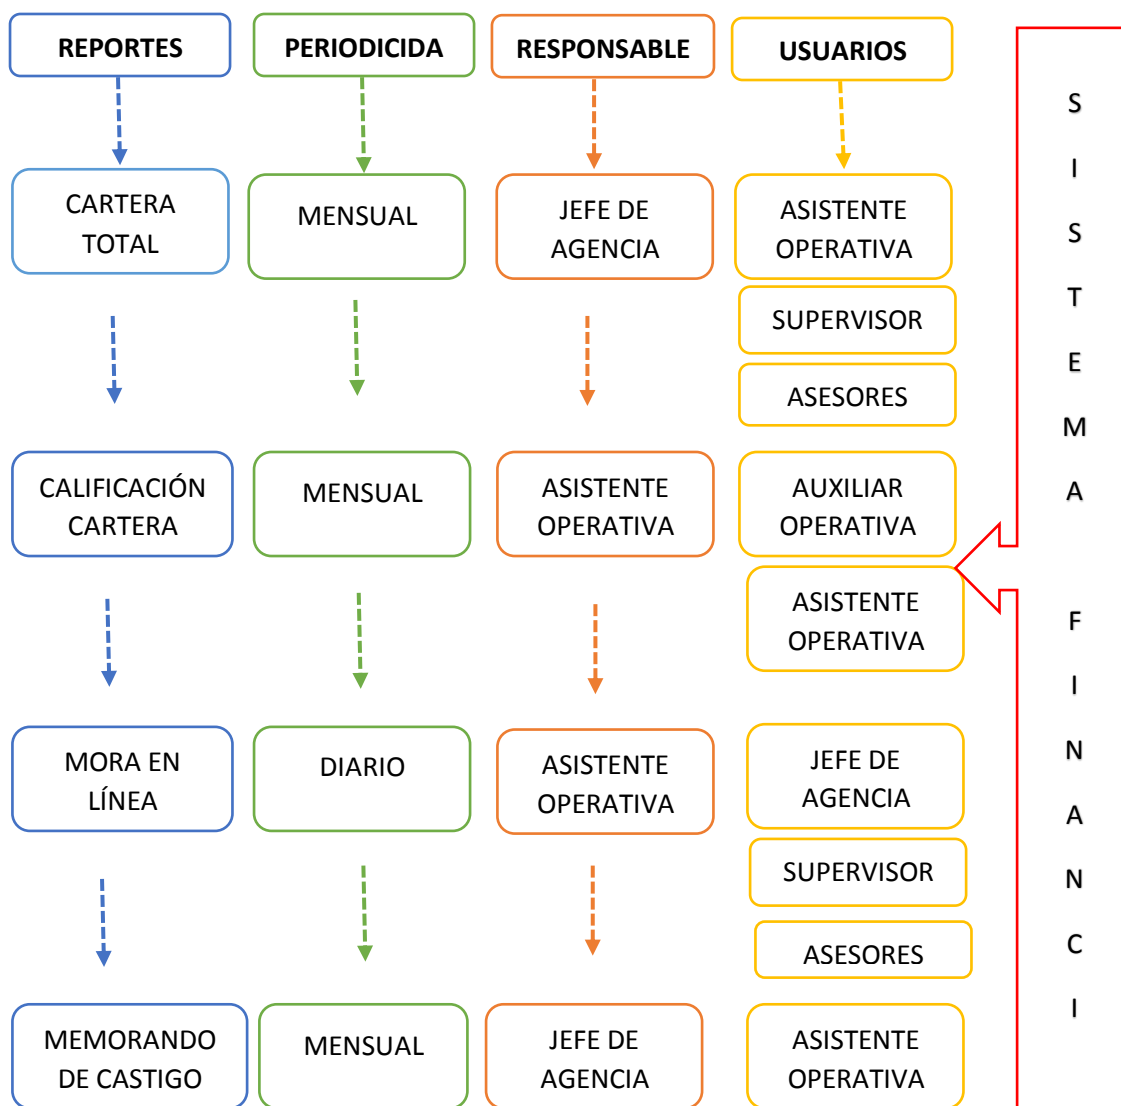 REPORTES
PERIODICIDA
RESPONSABLE
USUARIOS
CARTERA
TOTAL
MENSUAL
JEFE DE
AGENCIA
ASISTENTE
OPERATIVA
SUPERVISOR
ASESORES
CALIFICACIÓN
CARTERA
MENSUAL
ASISTENTE
OPERATIVA
AUXILIAR
OPERATIVA
ASISTENTE
OPERATIVA
MORA EN
LÍNEA
DIARIO
ASISTENTE
OPERATIVA
JEFE DE
AGENCIA
SUPERVISOR
ASESORES
MEMORANDO
DE CASTIGO
MENSUAL
JEFE DE
AGENCIA
ASISTENTE
OPERATIVA
S
I
S
T
E
M
A
F
I
N
A
N
C
I